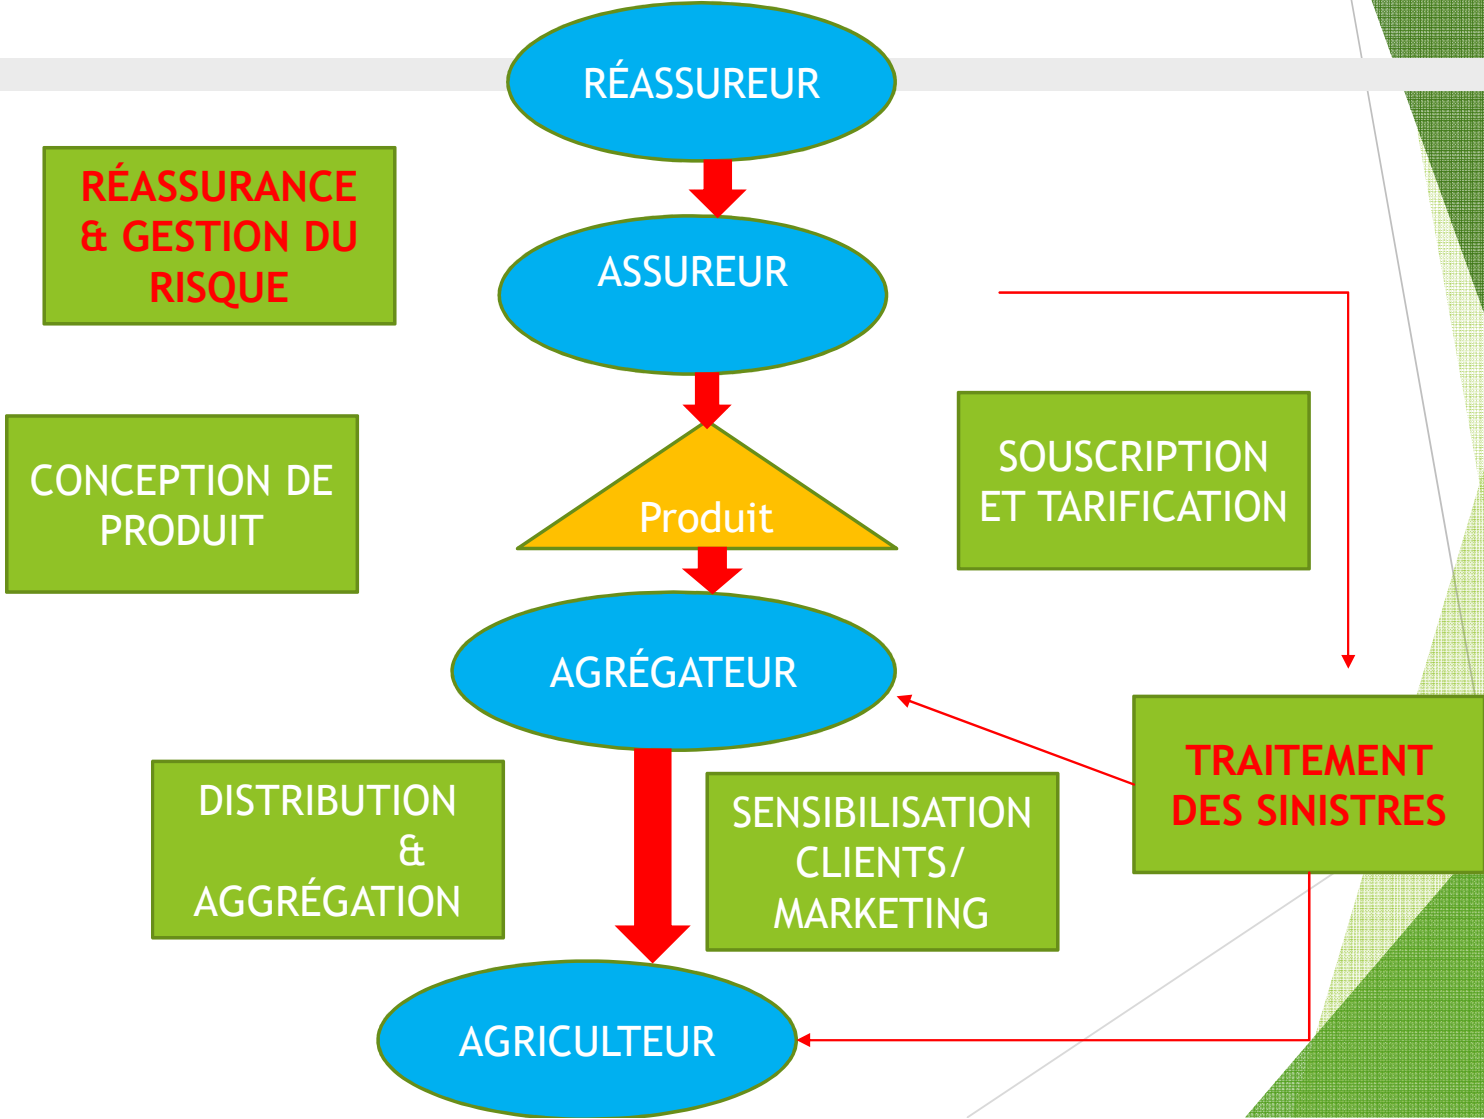 RÉASSUREUR
RÉASSURANCE
& GESTION DU
RISQUE
ASSUREUR
CONCEPTION DE
PRODUIT
Produit
SOUSCRIPTION
ET TARIFICATION
AGRÉGATEUR
DISTRIBUTION
&
AGGRÉGATION
SENSIBILISATION
CLIENTS/
MARKETING
TRAITEMENT
DES SINISTRES
AGRICULTEUR